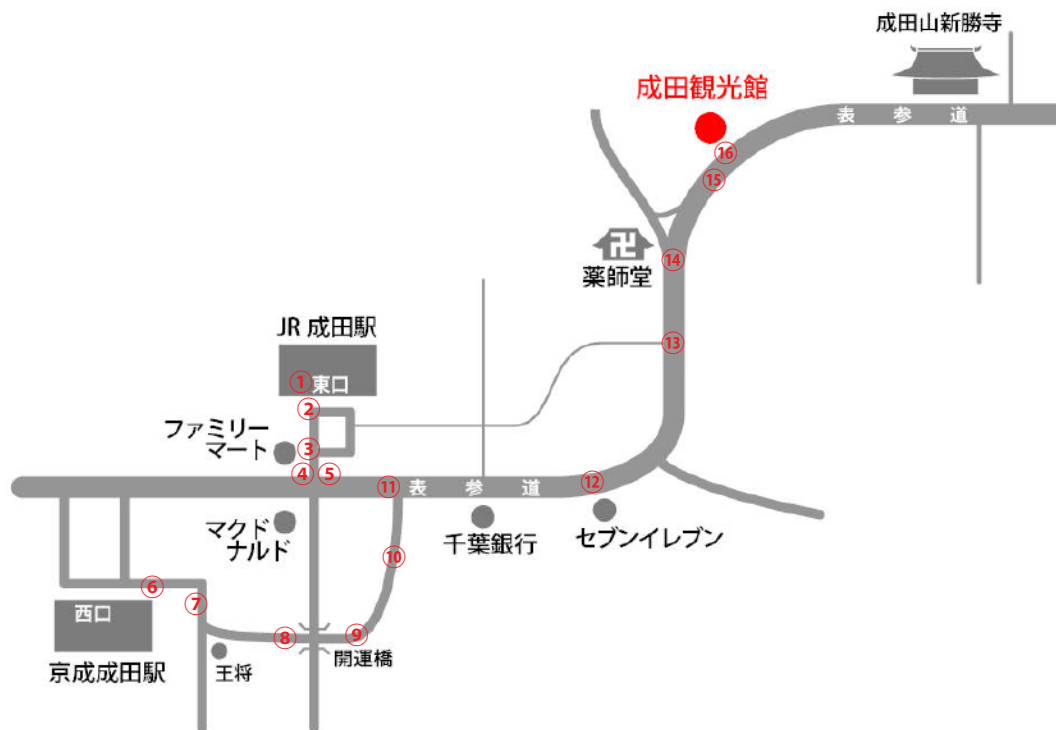 成田山新勝寺
成田観光館
表参道
⑯
⑮
卍
薬師堂
⑭
⑬
JR 成田駅
① 東口
②
ファミリー
マート
③
④ ⑤
⑪ 表参道
⑫
マクド
ナルド
千葉銀行
セブンイレブン
⑩
⑥
⑦
西口
⑧
⑨
京成成田駅
王将
開運橋